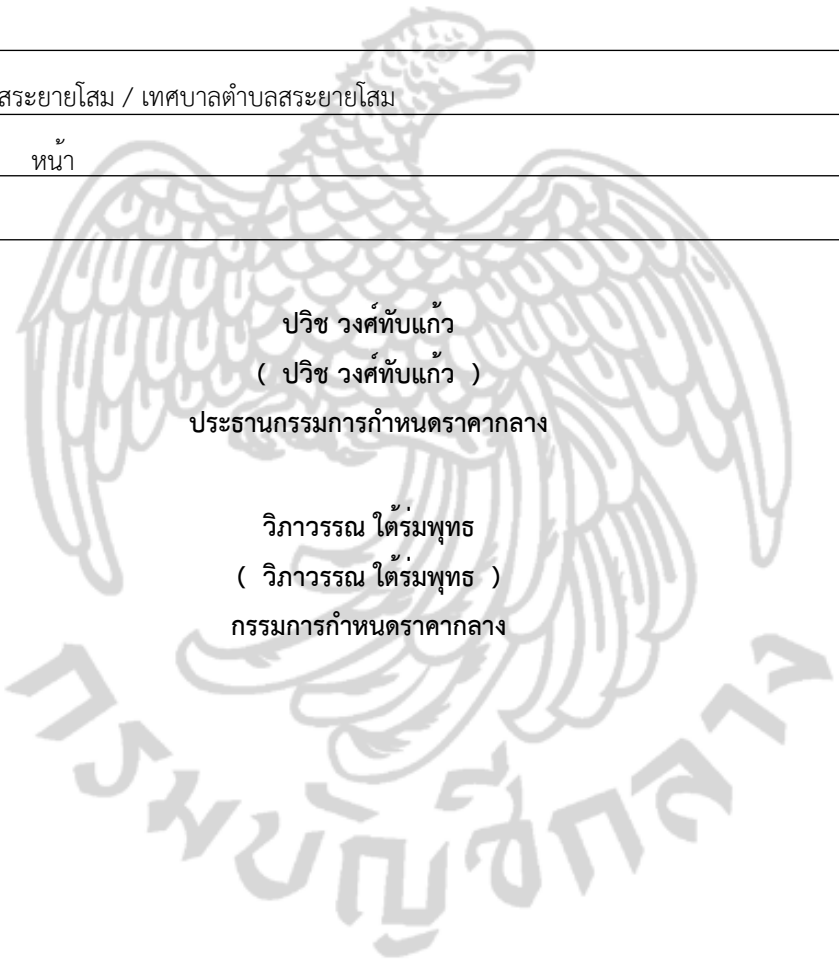 สระยายโสม / เทศบาลตำบลสระยายโสม
หน้า
ปวิช วงศ์ทับแก้ว
( ปวิช วงศ์ทับแก้ว )
ประธานกรรมการกำหนดราคากลาง
วิภาวรรณ ใต้ร่มพุทธ
( วิภาวรรณ ใต้ร่มพุทธ )
กรรมการกำหนดราคากลาง
กรมบัญชีกลาง